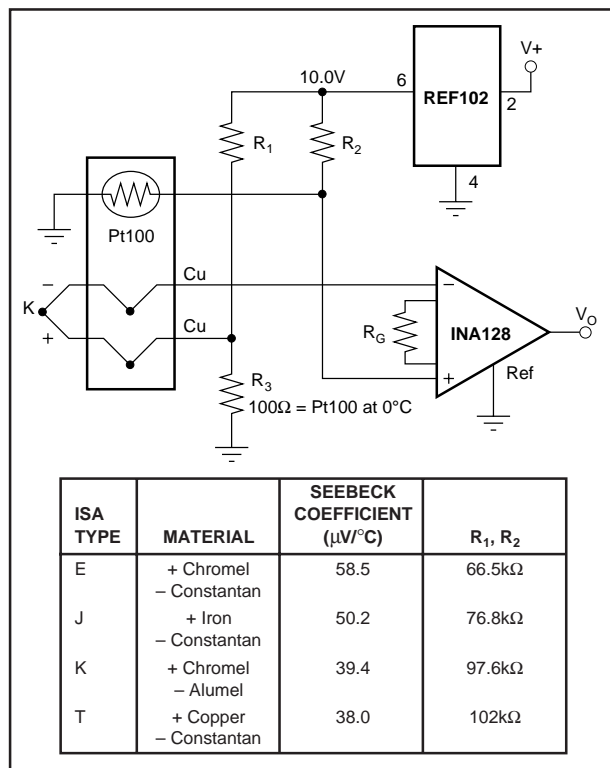 V+
10.0V
6
REF102
2
R1
R2
4
Pt100
Cu
–
K
Cu
+
–
RG
INA128
VO
+
Ref
R3
100Ω = Pt100 at 0°C
ISA TYPE
MATERIAL
SEEBECK COEFFICIENT (μV/°C)
R1, R2
E
+ Chromel
– Constantan
58.5
66.5kΩ
J
+ Iron
– Constantan
50.2
76.8kΩ
K
+ Chromel
– Alumel
39.4
97.6kΩ
T
+ Copper
– Constantan
38.0
102kΩ